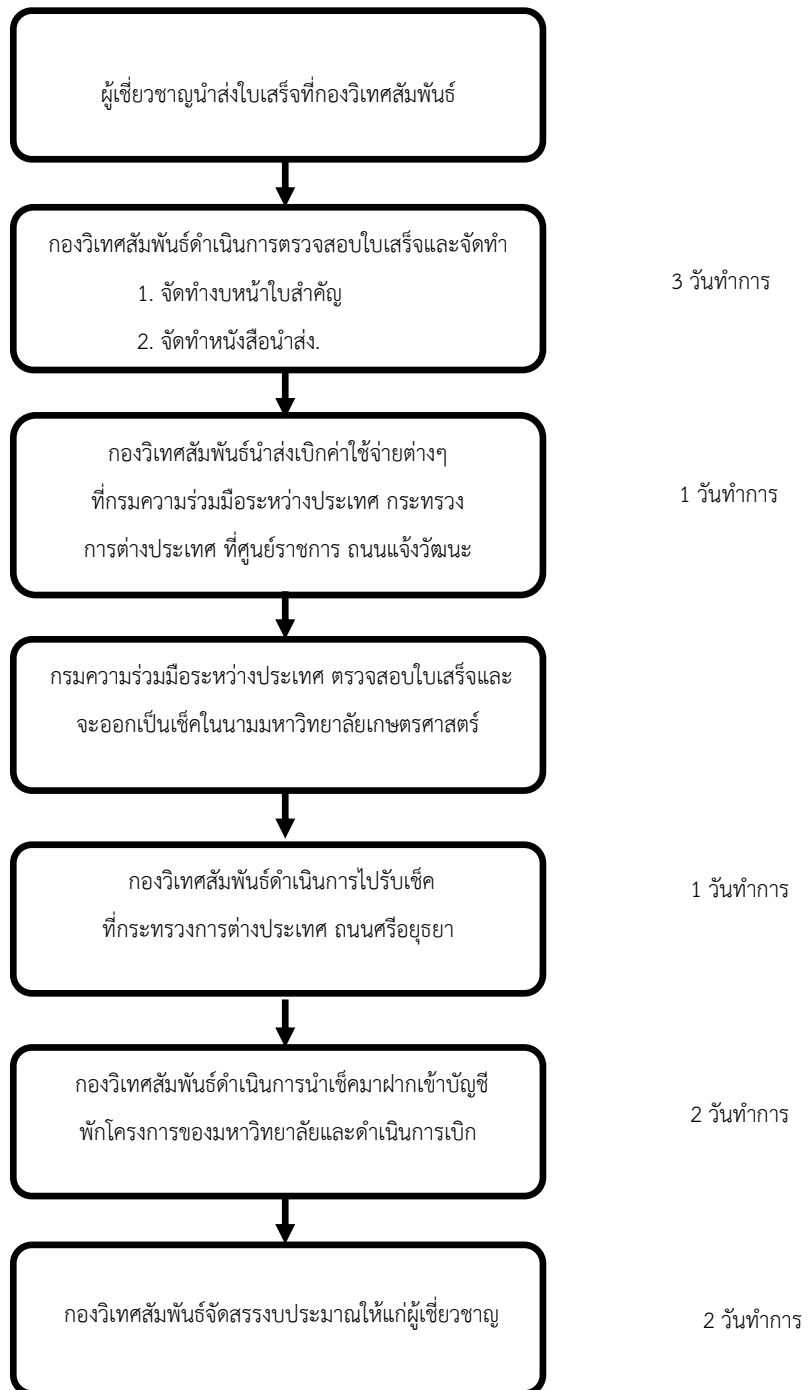 ผู้เชี่ยวชาญนำส่งใบเสร็จที่กองวิเทศสัมพันธ์
กองวิเทศสัมพันธ์ดำเนินการตรวจสอบใบเสร็จและจัดทำ
1. จัดทำงบหน้าใบสำคัญ
2. จัดทำหนังสือนำส่ง.
3 วันทำการ
กองวิเทศสัมพันธ์นำส่งเบิกค่าใช้จ่ายต่างๆ
ที่กรมความร่วมมือระหว่างประเทศ กระทรวง
การต่างประเทศ ที่ศูนย์ราชการ ถนนแจ้งวัฒนะ
1 วันทำการ
กรมความร่วมมือระหว่างประเทศ ตรวจสอบใบเสร็จและ
จะออกเป็นเช็คในนามมหาวิทยาลัยเกษตรศาสตร์
กองวิเทศสัมพันธ์ดำเนินการไปรับเช็ค
ที่กระทรวงการต่างประเทศ ถนนศรีอยุธยา
1 วันทำการ
กองวิเทศสัมพันธ์ดำเนินการนำเช็คมาฝากเข้าบัญชี
พักโครงการของมหาวิทยาลัยและดำเนินการเบิก
2 วันทำการ
กองวิเทศสัมพันธ์จัดสรรงบประมาณให้แก่ผู้เชี่ยวชาญ
2 วันทำการ